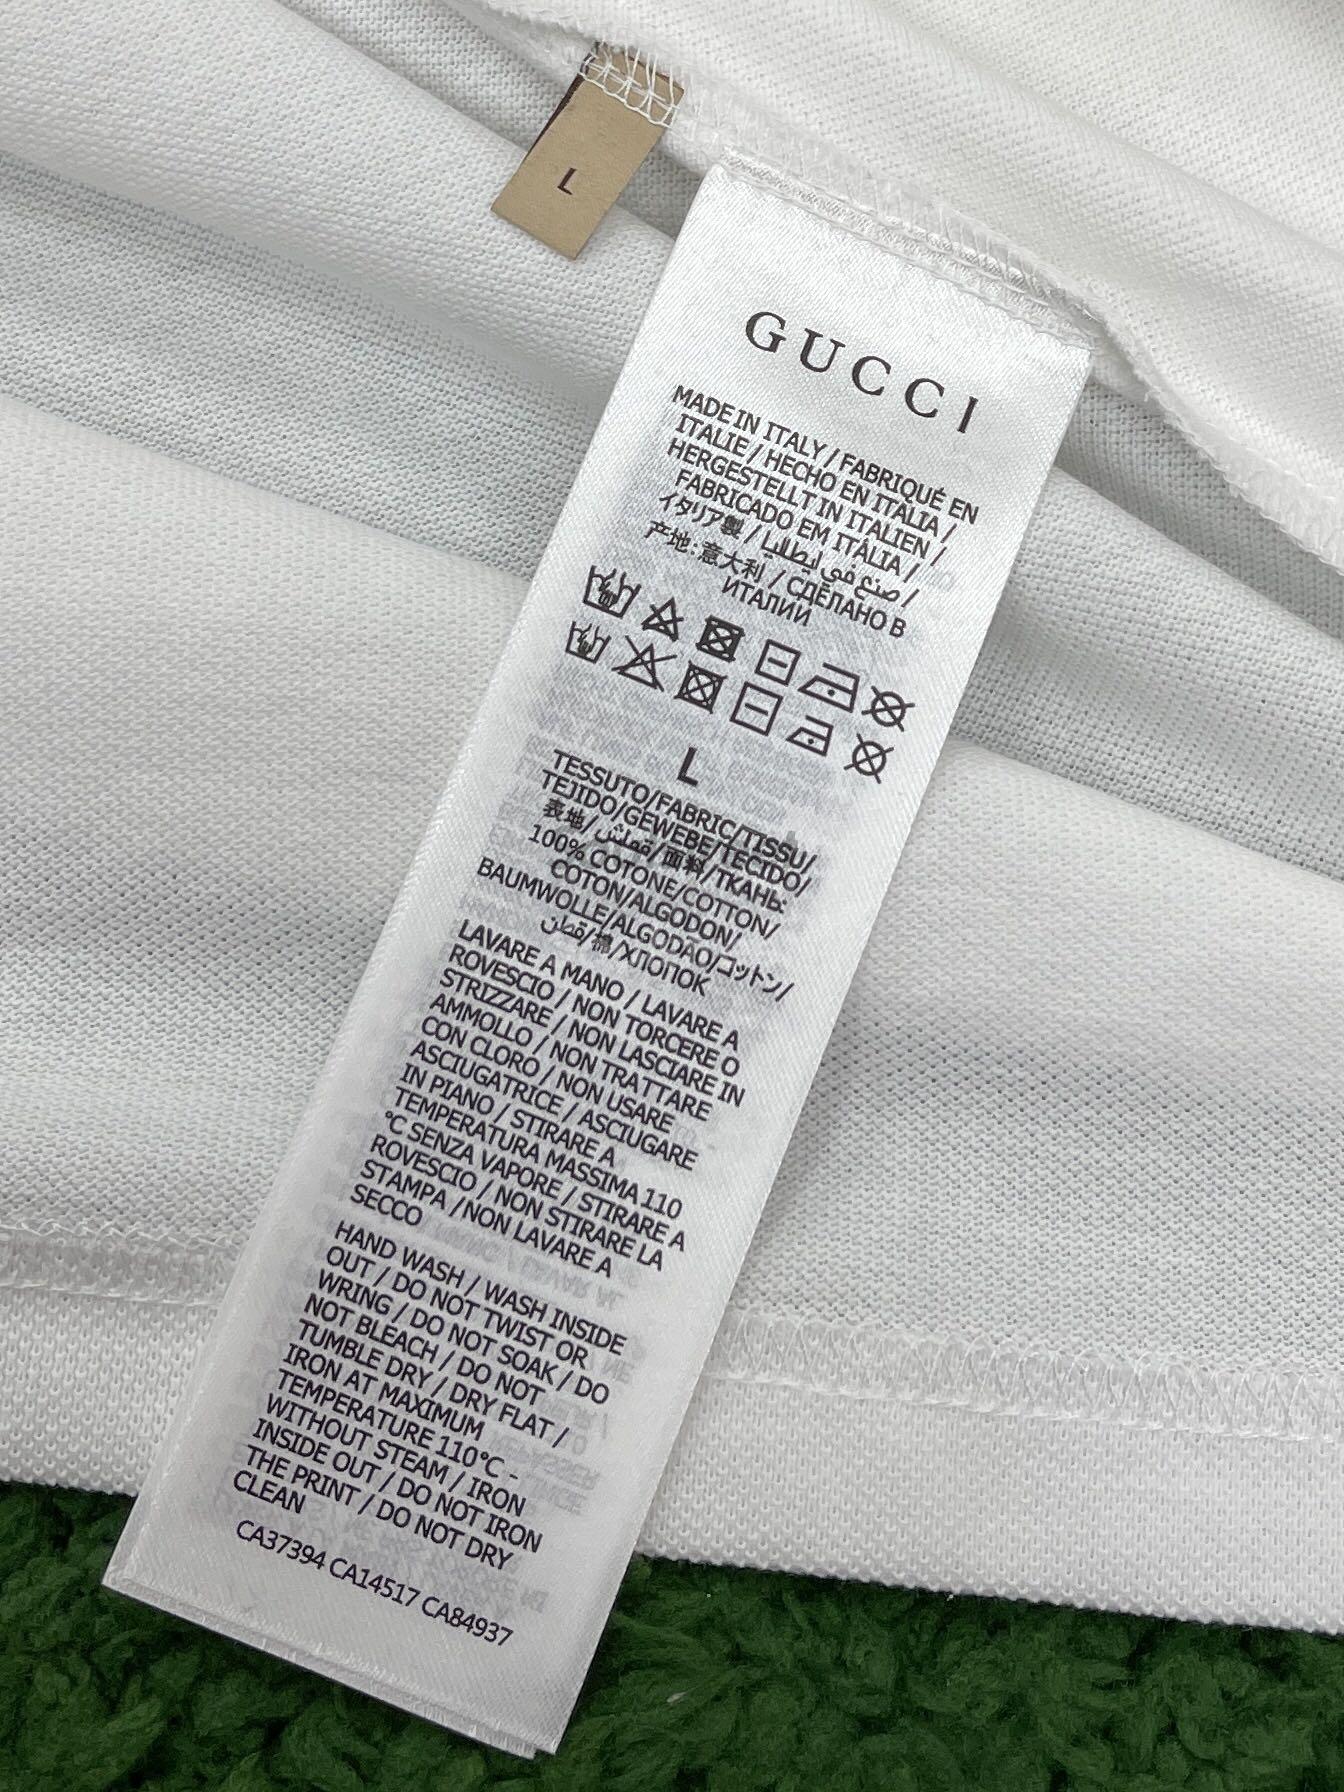 L
GUCCI
MADE IN ITALY / FABRIQUÉ EN
ITALIE / HECHO EN ITALIA /
HERGESTELLT IN ITALIEN /
FABRICADO EM ITÁLIA /
イタリア製 / صنع في إيطاليا /
产地: 意大利 / СДЕЛАНО В
ИТАЛИИ
L
TESSUTO/FABRIC/TISSU/
TEJIDO/GEWEBE/TECIDO/
表地/قماش/面料/ТКАНЬ:
100% COTONE/COTTON/
COTON/ALGODON/
BAUMWOLLE/ALGODÃO/コットン/
قطن/棉/ХЛОПОК
LAVARE A MANO / LAVARE A
ROVESCIO / NON TORCERE O
STRIZZARE / NON LASCIARE IN
AMMOLLO / NON TRATTARE
CON CLORO / NON USARE
ASCIUGATRICE / ASCIUGARE
IN PIANO / STIRARE A
TEMPERATURA MASSIMA 110
°C SENZA VAPORE / STIRARE A
ROVESCIO / NON STIRARE LA
STAMPA /NON LAVARE A
SECCO
HAND WASH / WASH INSIDE
OUT / DO NOT TWIST OR
WRING / DO NOT SOAK / DO
NOT BLEACH / DO NOT
TUMBLE DRY / DRY FLAT /
IRON AT MAXIMUM
TEMPERATURE 110°C -
WITHOUT STEAM / IRON
INSIDE OUT / DO NOT IRON
THE PRINT / DO NOT DRY
CLEAN
CA37394 CA14517 CA84937